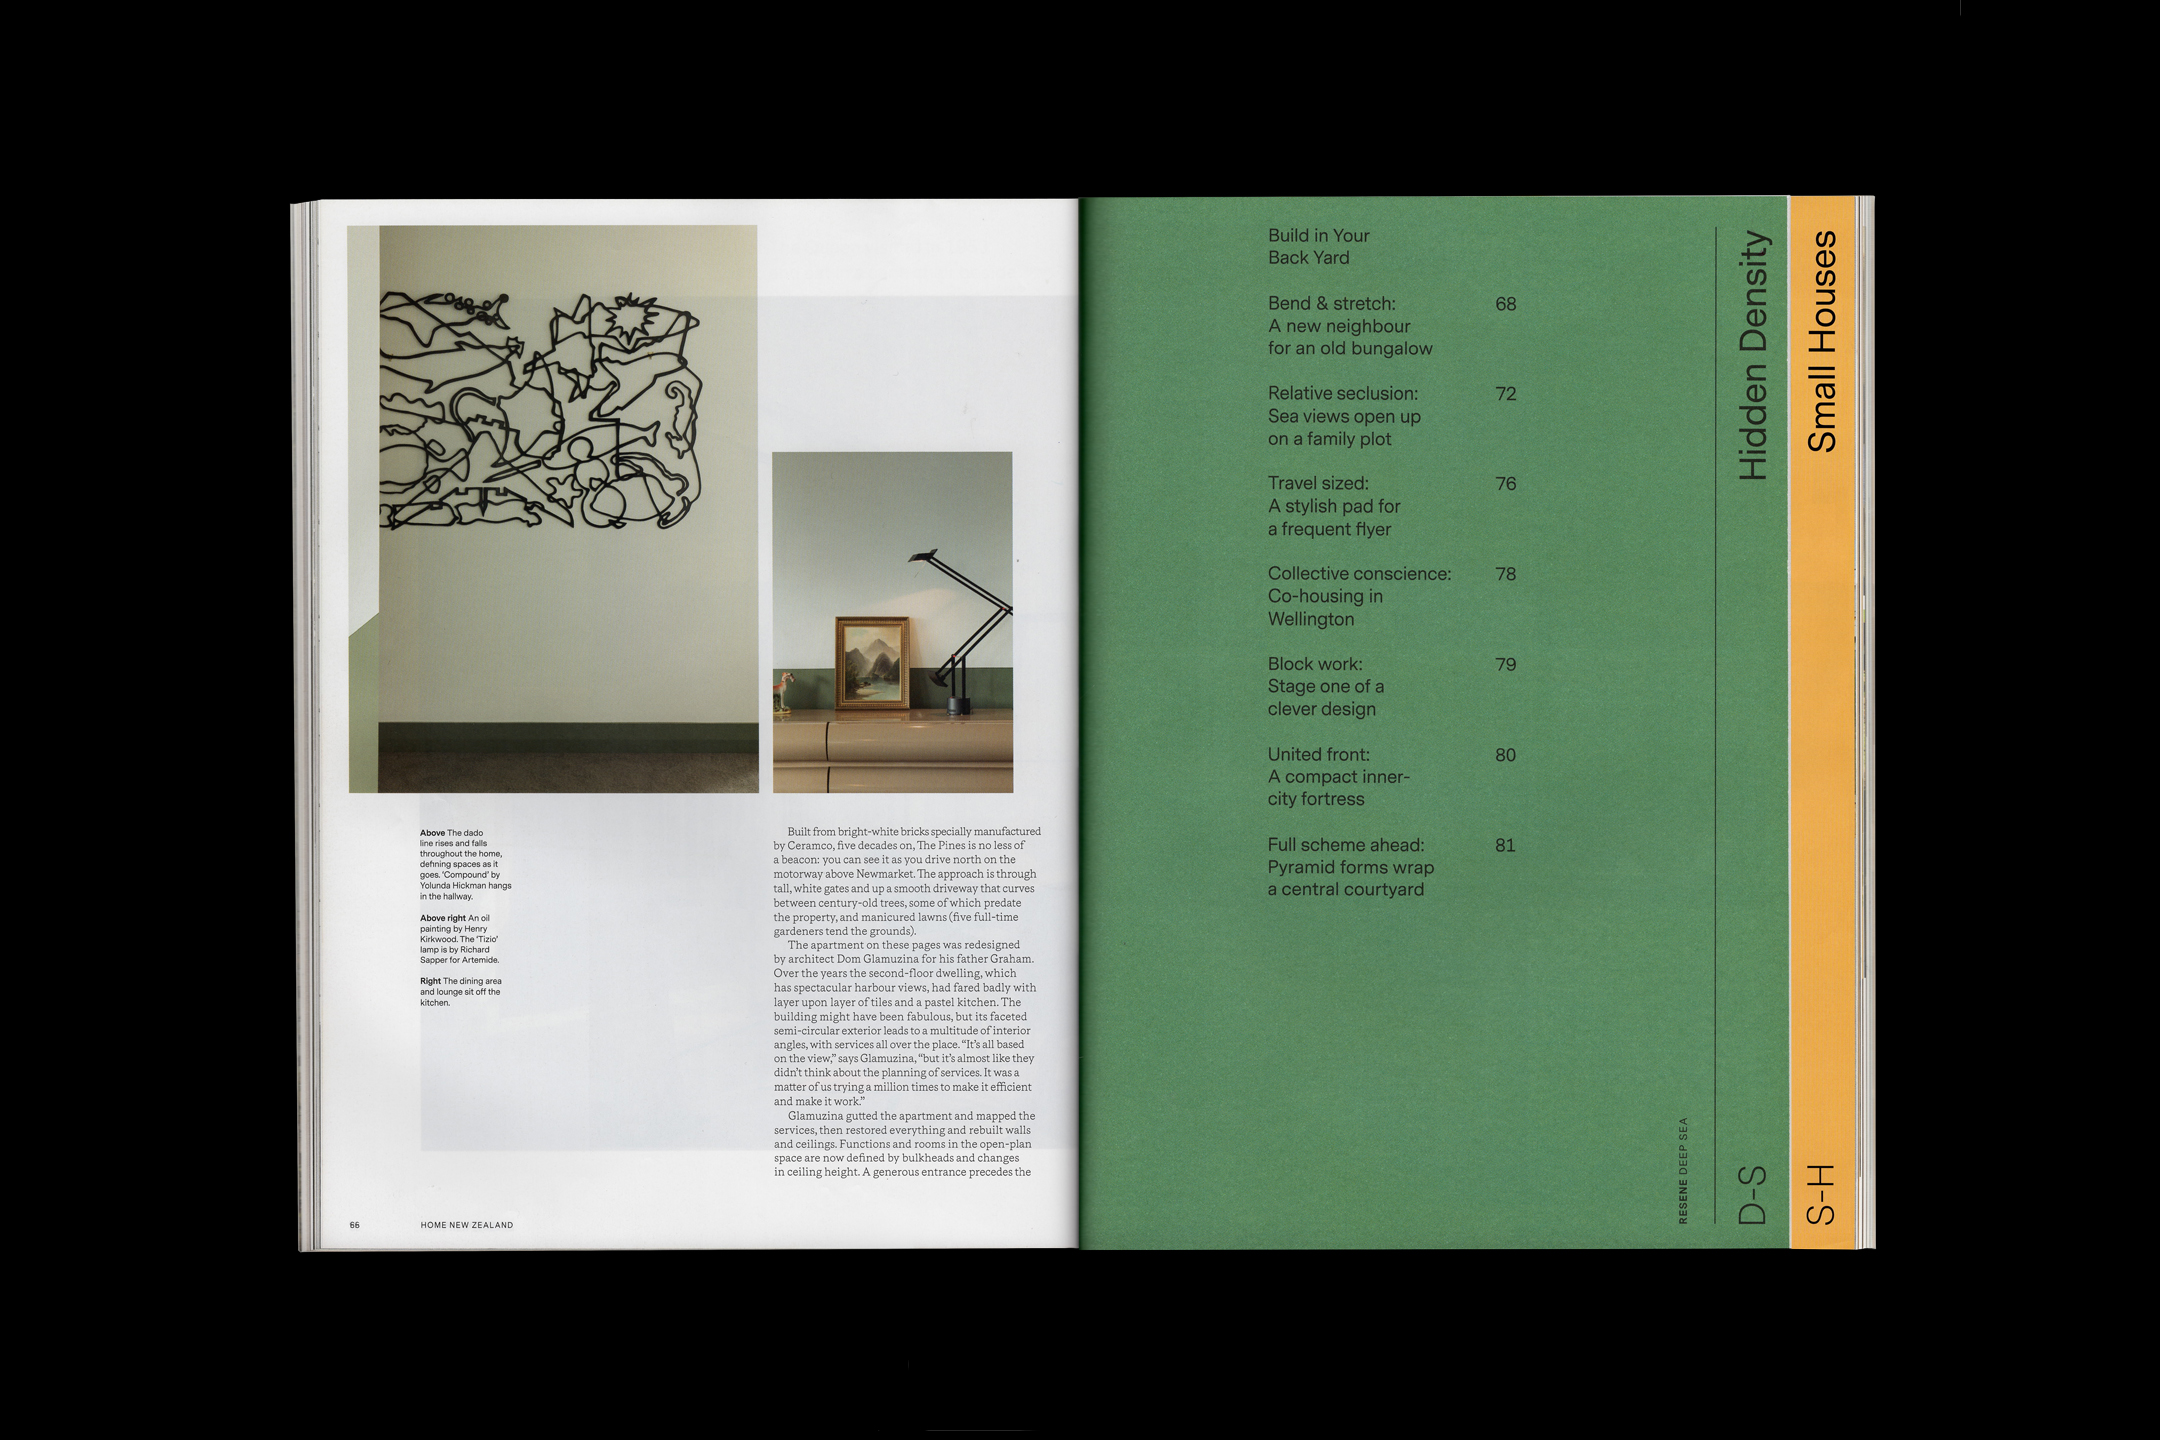 Above The dado
line rises and falls
throughout the home,
defining spaces as it
goes. ‘Compound’ by
Yolunda Hickman hangs
in the hallway.
Above right An oil
painting by Henry
Kirkwood. The ‘Tizio’
lamp is by Richard
Sapper for Artemide.
Right The dining area
and lounge sit off the
kitchen.
Built from bright-white bricks specially manufactured
by Ceramco, five decades on, The Pines is no less of
a beacon: you can see it as you drive north on the
motorway above Newmarket. The approach is through
tall, white gates and up a smooth driveway that curves
between century-old trees, some of which predate
the property, and manicured lawns (five full-time
gardeners tend the grounds).
The apartment on these pages was redesigned
by architect Dom Glamuzina for his father Graham.
Over the years the second-floor dwelling, which
has spectacular harbour views, had fared badly with
layer upon layer of tiles and a pastel kitchen. The
building might have been fabulous, but its faceted
semi-circular exterior leads to a multitude of interior
angles, with services all over the place. “It’s all based
on the view,” says Glamuzina, “but it’s almost like they
didn’t think about the planning of services. It was a
matter of us trying a million times to make it efficient
and make it work.”
Glamuzina gutted the apartment and mapped the
services, then restored everything and rebuilt walls
and ceilings. Functions and rooms in the open-plan
space are now defined by bulkheads and changes
in ceiling height. A generous entrance precedes the
66
HOME NEW ZEALAND
Build in Your
Back Yard
Bend & stretch: 68
A new neighbour
for an old bungalow
Relative seclusion: 72
Sea views open up
on a family plot
Travel sized: 76
A stylish pad for
a frequent flyer
Collective conscience: 78
Co-housing in
Wellington
Block work: 79
Stage one of a
clever design
United front: 80
A compact inner-
city fortress
Full scheme ahead: 81
Pyramid forms wrap
a central courtyard
RESENE DEEP SEA
D-S Hidden Density
S-H Small Houses